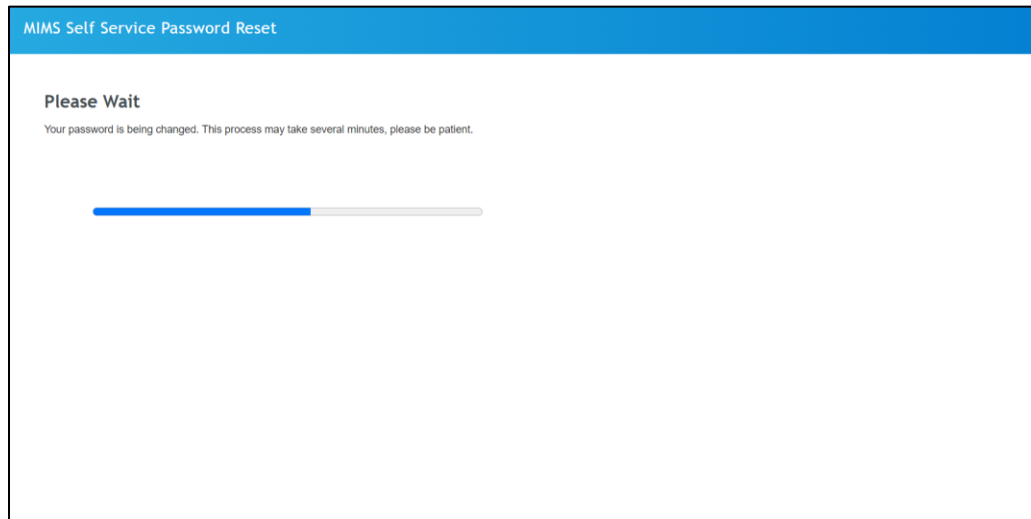 MIMS Self Service Password Reset
Please Wait
Your password is being changed. This process may take several minutes, please be patient.